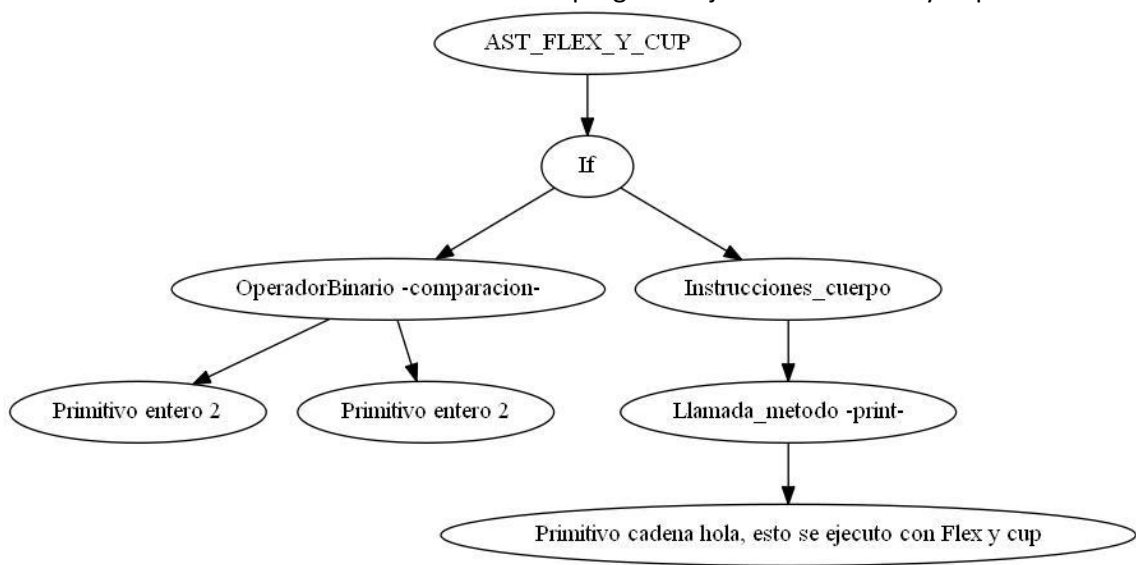 AST_FLEX_Y_CUP
If
OperadorBinario -comparacion-
Instrucciones_cuerpo
Primitivo entero 2
Primitivo entero 2
Llamada_metodo -print-
Primitivo cadena hola, esto se ejecuto con Flex y cup